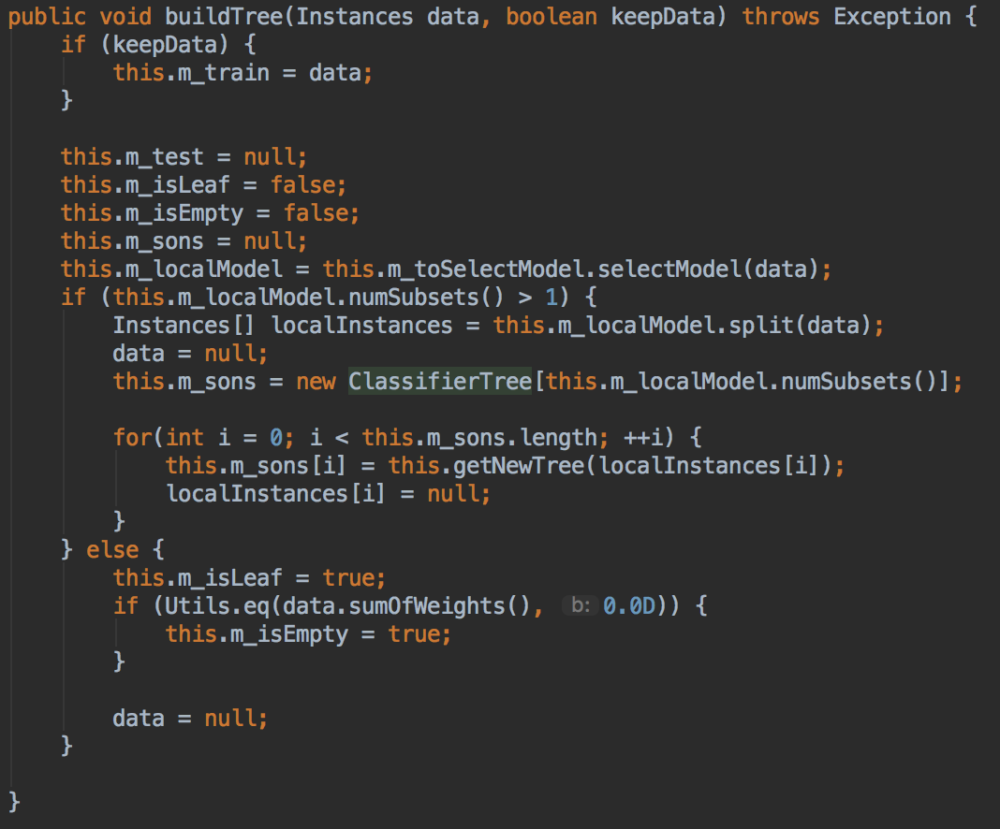 public void buildTree(Instances data, boolean keepData) throws Exception {
    if (keepData) {
        this.m_train = data;
    }

    this.m_test = null;
    this.m_isLeaf = false;
    this.m_isEmpty = false;
    this.m_sons = null;
    this.m_localModel = this.m_toSelectModel.selectModel(data);
    if (this.m_localModel.numSubsets() > 1) {
        Instances[] localInstances = this.m_localModel.split(data);
        data = null;
        this.m_sons = new ClassifierTree[this.m_localModel.numSubsets()];

        for(int i = 0; i < this.m_sons.length; ++i) {
            this.m_sons[i] = this.getNewTree(localInstances[i]);
            localInstances[i] = null;
        }
    } else {
        this.m_isLeaf = true;
        if (Utils.eq(data.sumOfWeights(), b: 0.0D)) {
            this.m_isEmpty = true;
        }

        data = null;
    }

}